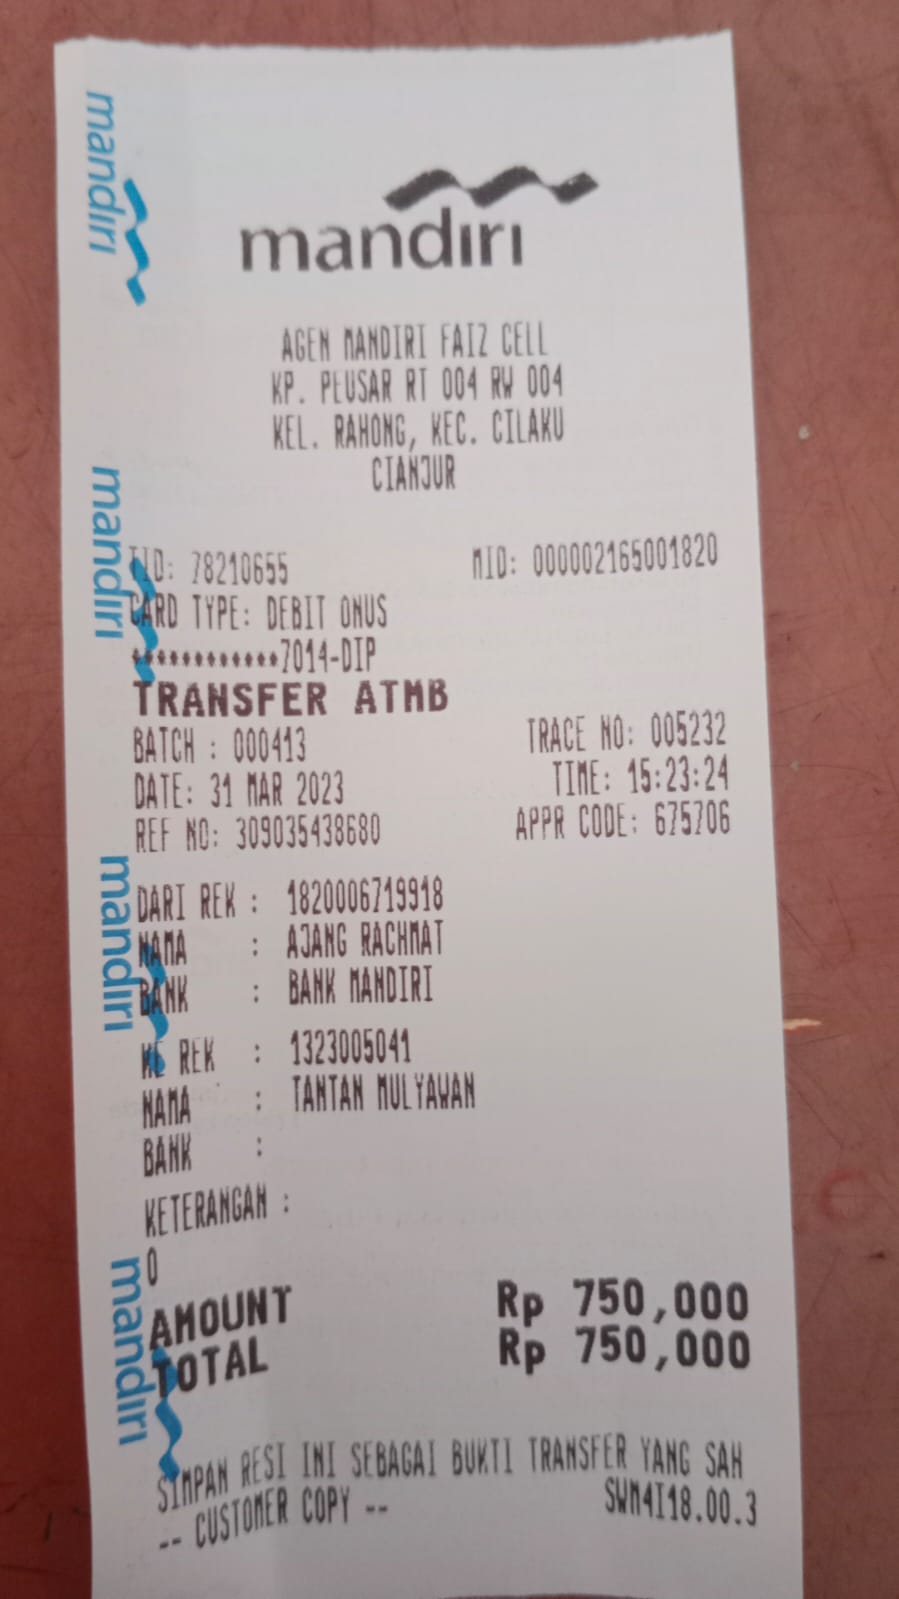 mandiri
AGEN MANDIRI FAIZ CELL
KP. PEUSAR RT 004 RW 004
KEL. RAHONG, KEC. CILAKU
CIANJUR
TID: 78210655 MID: 000002165001820
CARD TYPE: DEBIT ONUS
************7014-DIP
TRANSFER ATMB
BATCH : 000413 TRACE NO: 005232
DATE: 31 MAR 2023 TIME: 15:23:24
REF NO: 309035438680 APPR CODE: 675706
DARI REK : 1820006719918
NAMA : AJANG RACHMAT
BANK : BANK MANDIRI
KE REK : 1323005041
NAMA : TANTAN MULYAWAN
BANK :
KETERANGAN :
0
AMOUNT Rp 750,000
TOTAL Rp 750,000
SIMPAN RESI INI SEBAGAI BUKTI TRANSFER YANG SAH
-- CUSTOMER COPY -- SWM4I18.00.3
mandiri
mandiri
mandiri
mandiri